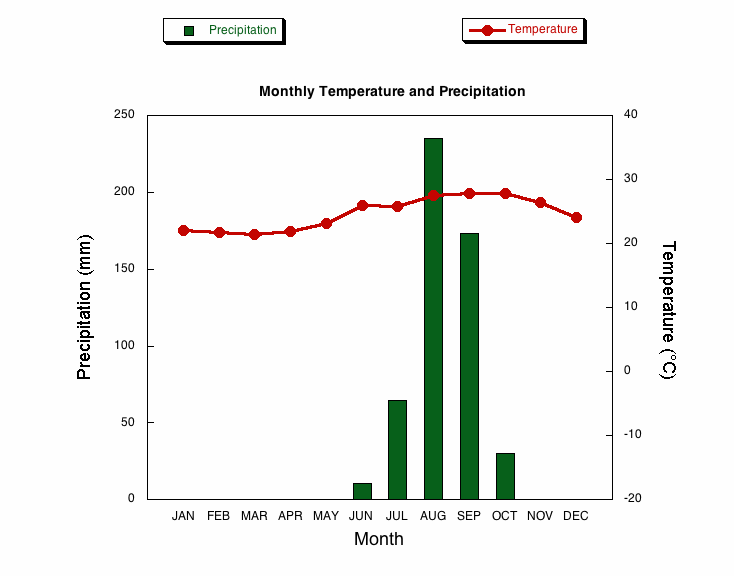 Precipitation
Temperature
Monthly Temperature and Precipitation
250
200
150
100
50
0
Precipitation (mm)
40
30
20
10
0
-10
-20
Temperature (°C)
JAN FEB MAR APR MAY JUN JUL AUG SEP OCT NOV DEC
Month